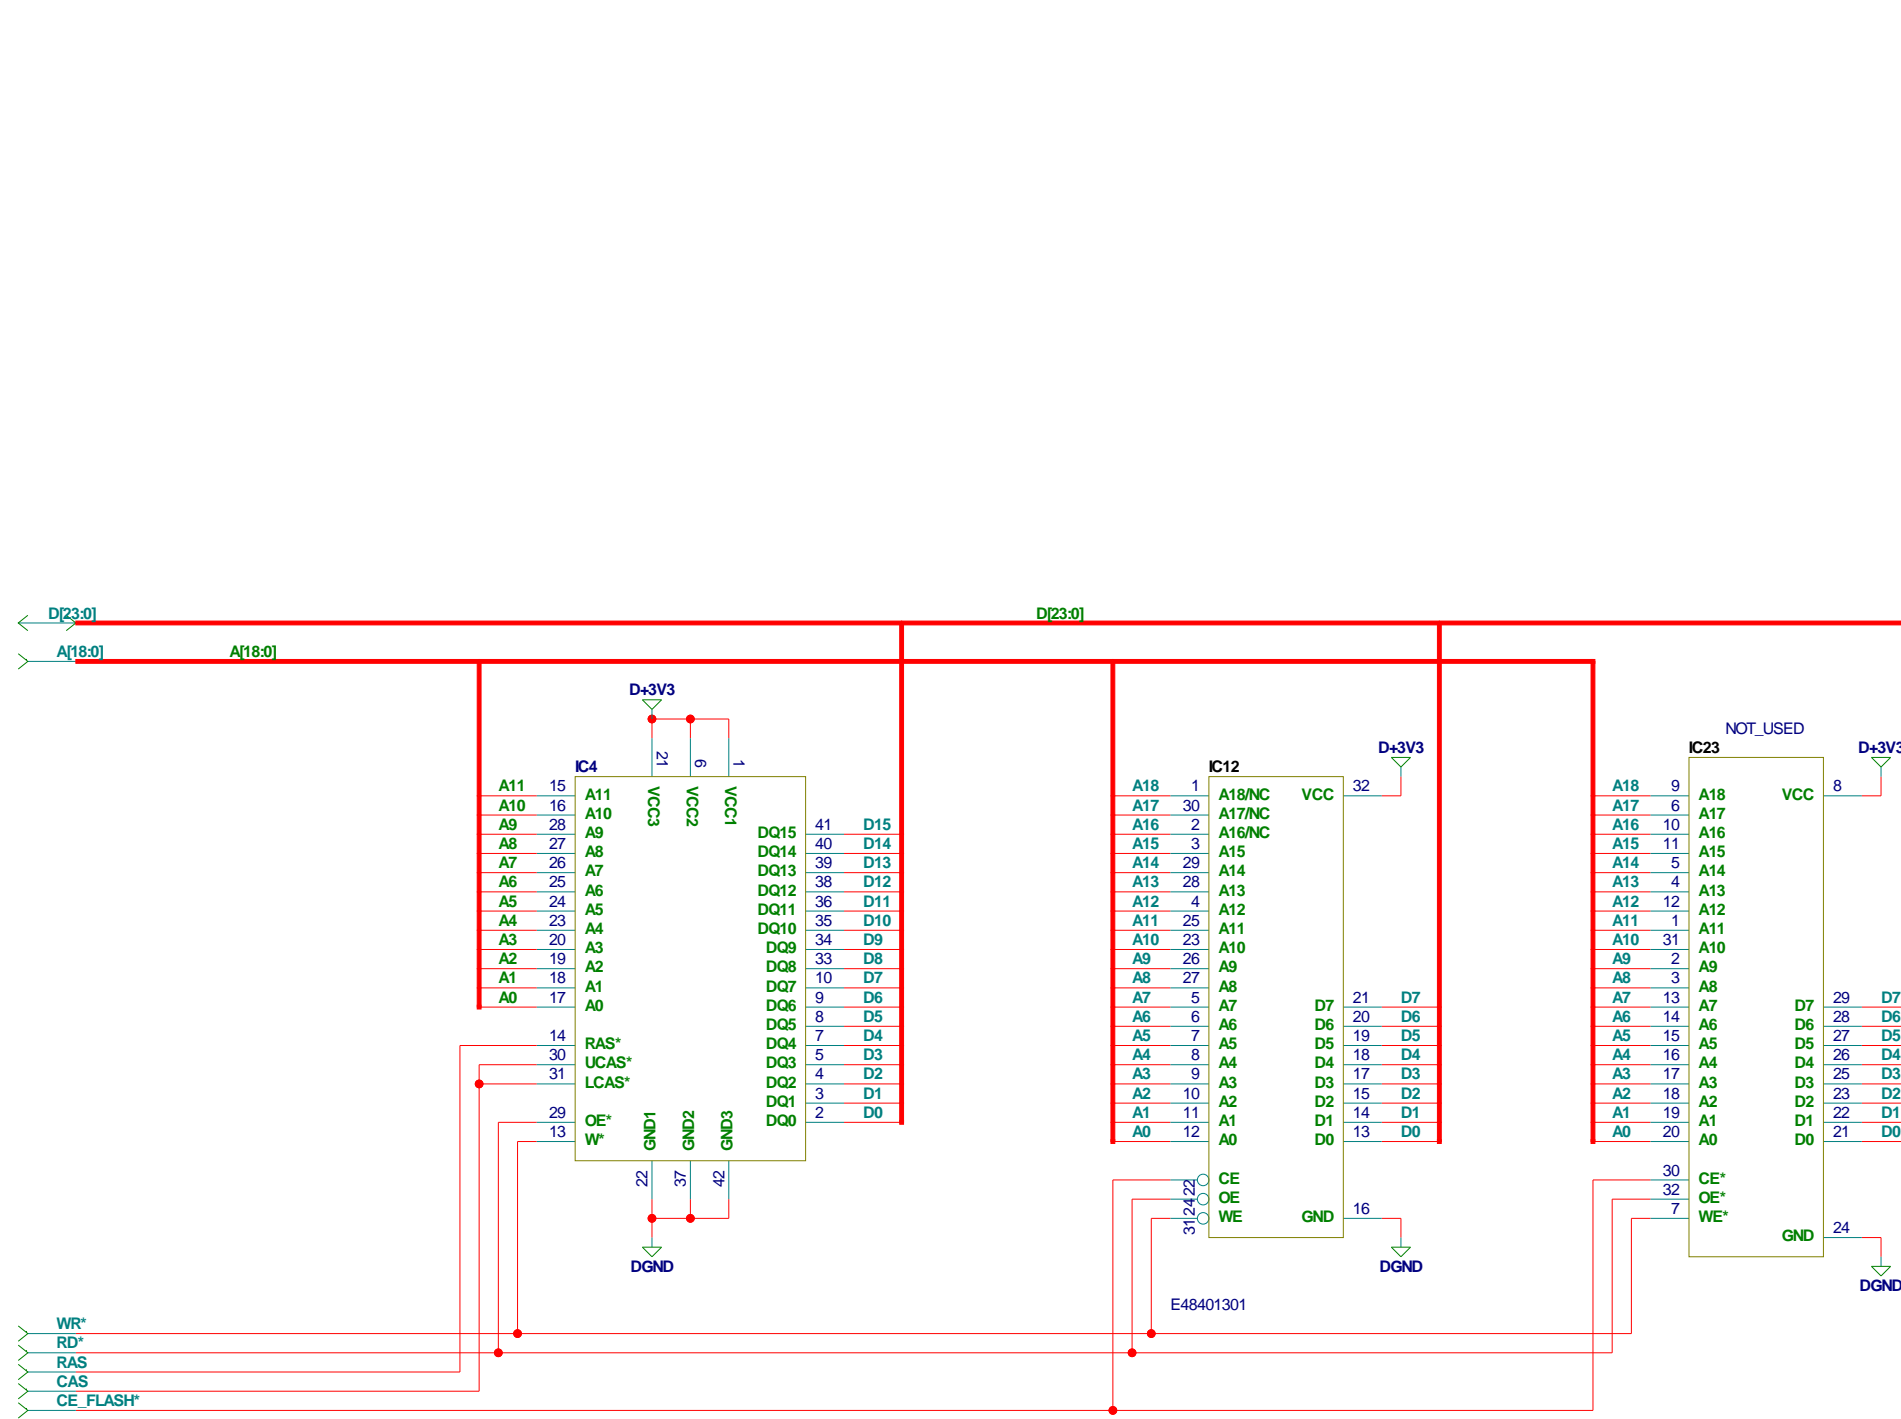 D[23:0] D[23:0]
A[18:0] A[18:0]
D+3V3
NOT_USED
IC4 21 6 1 IC12 D+3V3 IC23 D+3V3
VCC3 VCC2 VCC1
A11 15 A11
A10 16 A10
A9 28 A9
A8 27 A8
A7 26 A7
A6 25 A6
A5 24 A5
A4 23 A4
A3 20 A3
A2 19 A2
A1 18 A1
A0 17 A0
14 RAS*
30 UCAS*
31 LCAS*
29 OE*
13 W*
DQ15 41 D15
DQ14 40 D14
DQ13 39 D13
DQ12 38 D12
DQ11 36 D11
DQ10 35 D10
DQ9 34 D9
DQ8 33 D8
DQ7 10 D7
DQ6 9 D6
DQ5 8 D5
DQ4 7 D4
DQ3 5 D3
DQ2 4 D2
DQ1 3 D1
DQ0 2 D0
GND1 GND2 GND3
22 37 42
DGND
A18 1 A18/NC VCC 32
A17 30 A17/NC
A16 2 A16/NC
A15 3 A15
A14 29 A14
A13 28 A13
A12 4 A12
A11 25 A11
A10 23 A10
A9 26 A9
A8 27 A8
A7 5 A7 D7 21 D7
A6 6 A6 D6 20 D6
A5 7 A5 D5 19 D5
A4 8 A4 D4 18 D4
A3 9 A3 D3 17 D3
A2 10 A2 D2 15 D2
A1 11 A1 D1 14 D1
A0 12 A0 D0 13 D0
22 CE
24 OE
31 WE GND 16
DGND
E48401301
A18 9 A18 VCC 8
A17 6 A17
A16 10 A16
A15 11 A15
A14 5 A14
A13 4 A13
A12 12 A12
A11 1 A11
A10 31 A10
A9 2 A9
A8 3 A8
A7 13 A7 D7 29 D7
A6 14 A6 D6 28 D6
A5 15 A5 D5 27 D5
A4 16 A4 D4 26 D4
A3 17 A3 D3 25 D3
A2 18 A2 D2 23 D2
A1 19 A1 D1 22 D1
A0 20 A0 D0 21 D0
30 CE*
32 OE*
7 WE*
GND 24
DGND
WR*
RD*
RAS
CAS
CE_FLASH*